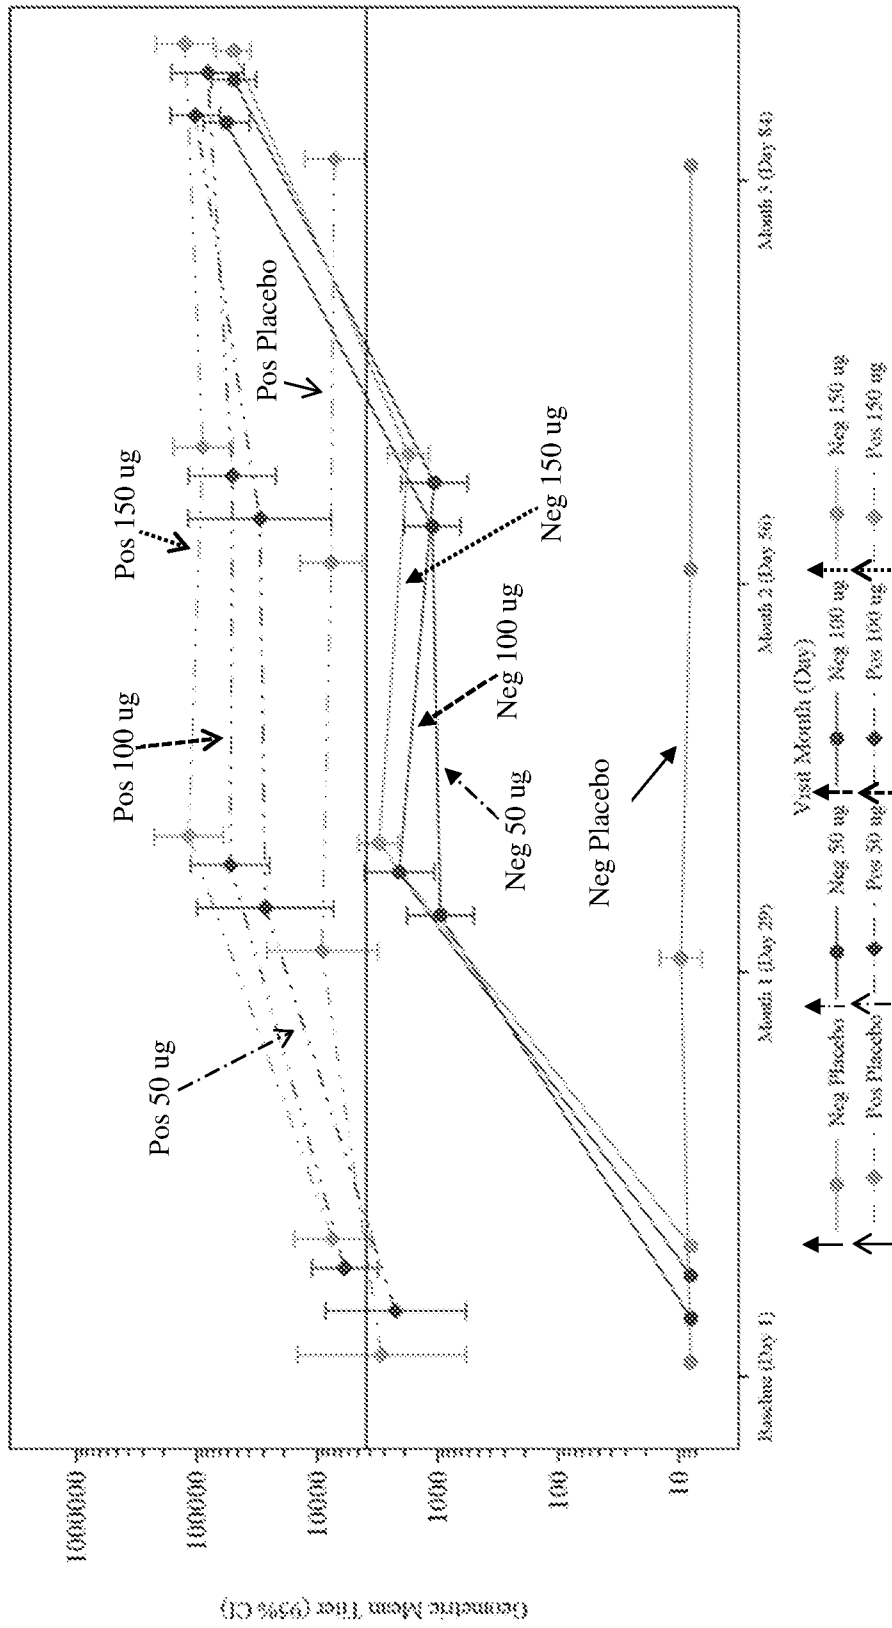 Geometric Mean Titer (95% CI)
1000000
100000
10000
1000
100
10
Pos 50 ug
Pos 100 ug
Pos 150 ug
Pos Placebo
Neg 150 ug
Neg 100 ug
Neg 50 ug
Neg Placebo
Baseline (Day 1)
Month 1 (Day 29)
Month 2 (Day 56)
Month 3 (Day 84)
Visit Month (Day)
Neg Placebo Neg 50 ug Neg 100 ug Neg 150 ug
Pos Placebo Pos 50 ug Pos 100 ug Pos 150 ug